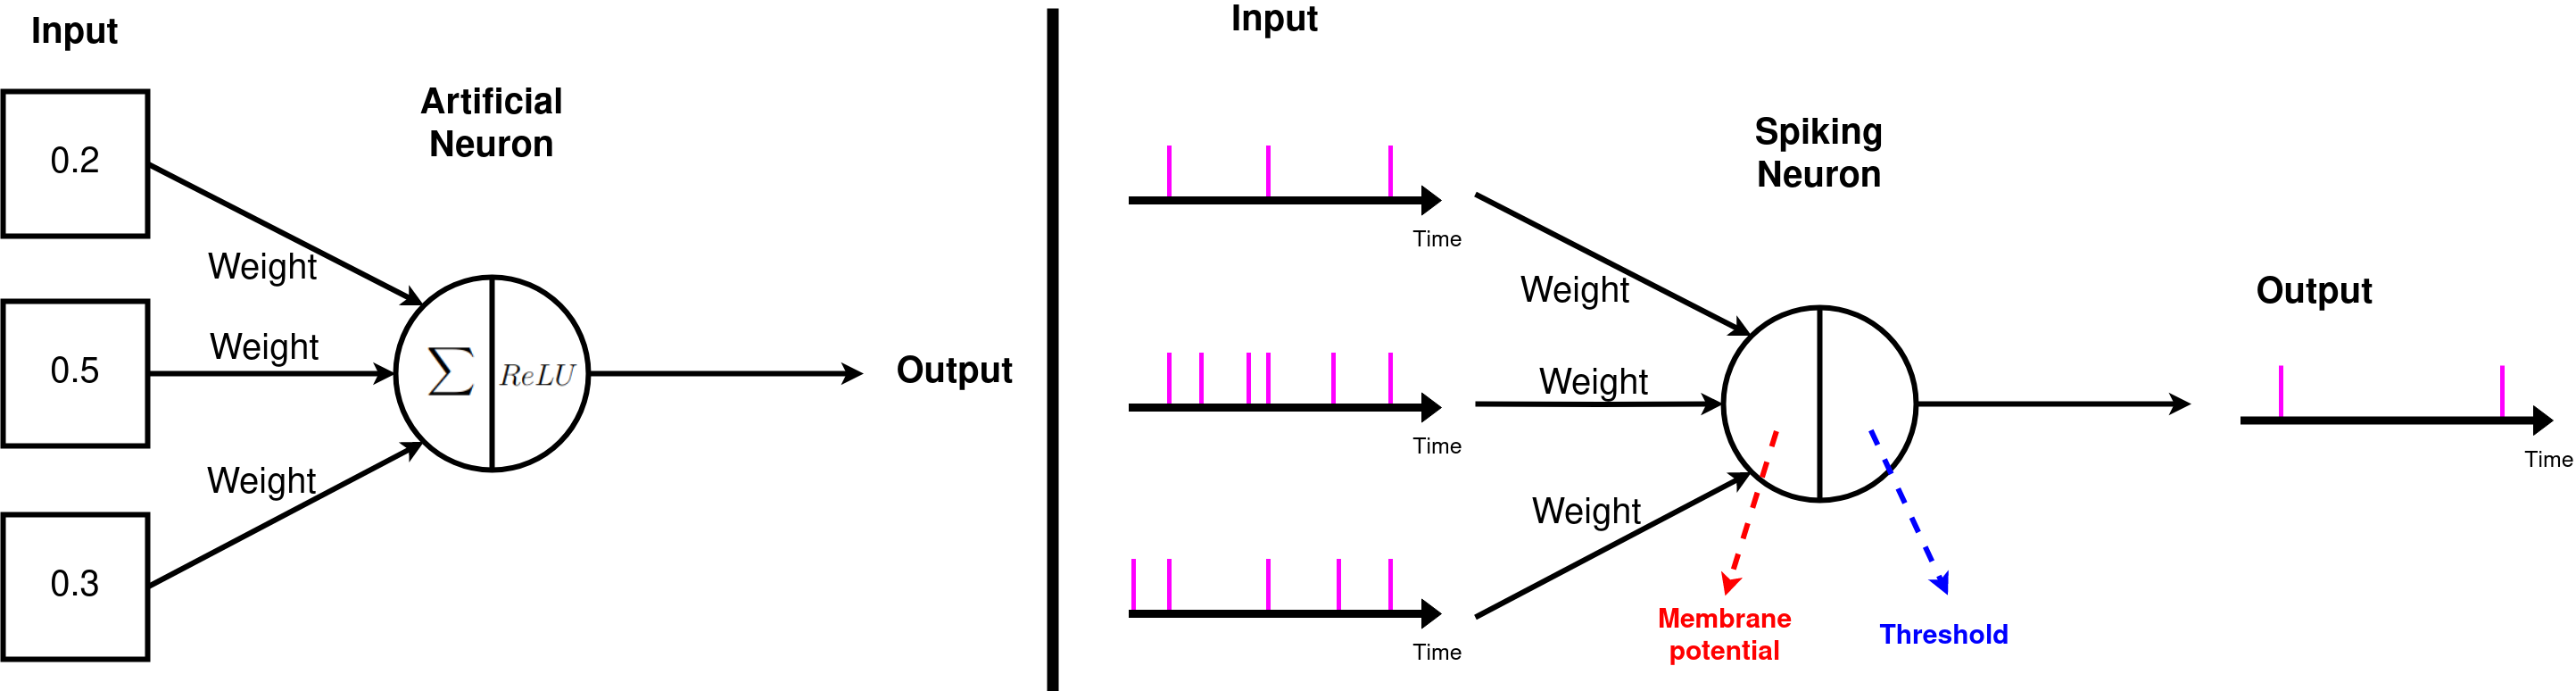 Input
Artificial
Neuron
0.2
Weight
0.5
Weight
∑ ReLU
Output
Weight
0.3
Input
Spiking
Neuron
Time
Weight
Time
Weight
Weight
Time
Membrane
potential
Threshold
Output
Time